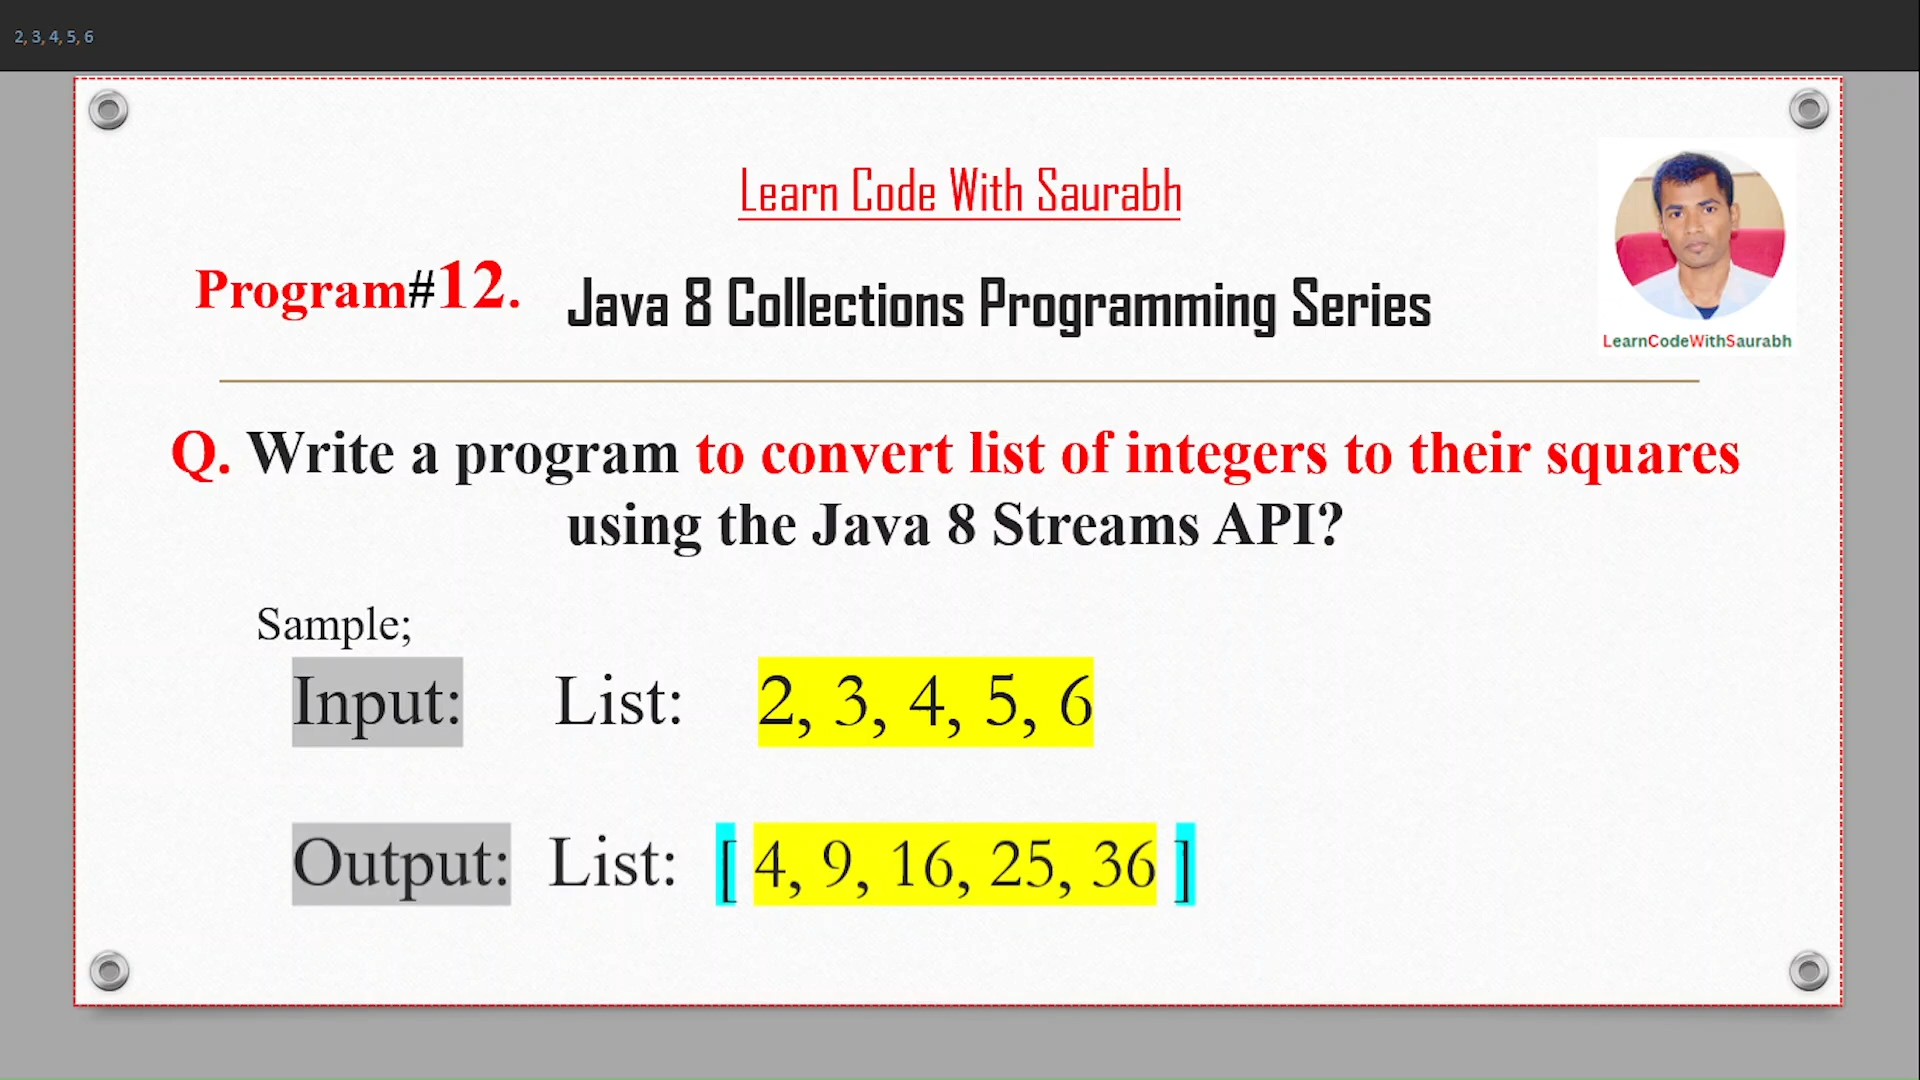 2, 3, 4, 5, 6
Learn Code With Saurabh
Program#12. Java 8 Collections Programming Series
LearnCodeWithSaurabh
Q. Write a program to convert list of integers to their squares
using the Java 8 Streams API?
Sample;
Input: List: 2, 3, 4, 5, 6
Output: List: [ 4, 9, 16, 25, 36 ]